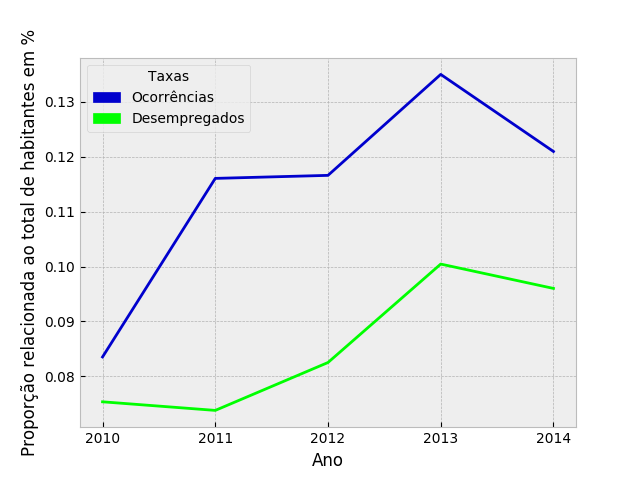 Proporção relacionada ao total de habitantes em %
Taxas
Ocorrências
Desempregados
0.13
0.12
0.11
0.10
0.09
0.08
2010 2011 2012 2013 2014
Ano